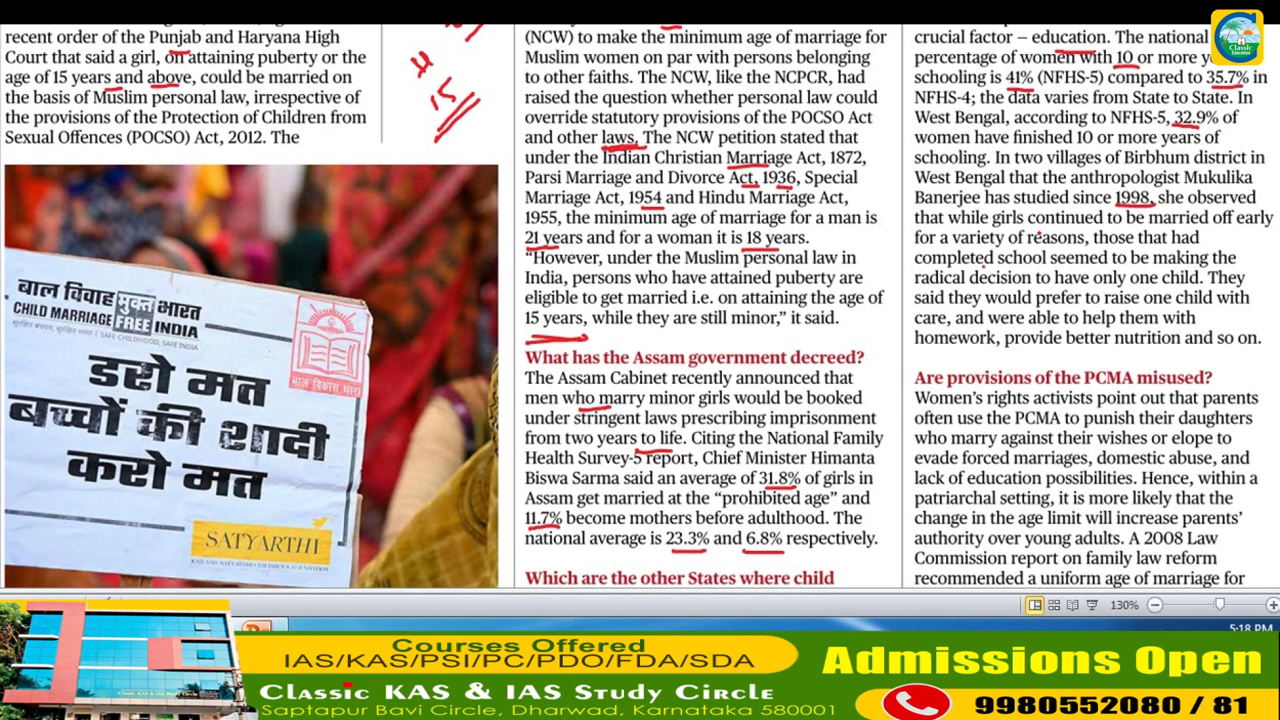 recent order of the Punjab and Haryana High
Court that said a girl, on attaining puberty or the
age of 15 years and above, could be married on
the basis of Muslim personal law, irrespective of
the provisions of the Protection of Children from
Sexual Offences (POCSO) Act, 2012. The
15
बाल विवाह मुक्त भारत
CHILD MARRIAGE FREE INDIA
सुरक्षित बचपन, सुरक्षित भारत | SAFE CHILDHOOD, SAFE INDIA
बाल विकास धारा
डरो मत
बच्चों की शादी
करो मत
SATYARTHI
KAILASH SATYARTHI CHILDREN'S FOUNDATION
(NCW) to make the minimum age of marriage for
Muslim women on par with persons belonging
to other faiths. The NCW, like the NCPCR, had
raised the question whether personal law could
override statutory provisions of the POCSO Act
and other laws. The NCW petition stated that
under the Indian Christian Marriage Act, 1872,
Parsi Marriage and Divorce Act, 1936, Special
Marriage Act, 1954 and Hindu Marriage Act,
1955, the minimum age of marriage for a man is
21 years and for a woman it is 18 years.
“However, under the Muslim personal law in
India, persons who have attained puberty are
eligible to get married i.e. on attaining the age of
15 years, while they are still minor,” it said.
What has the Assam government decreed?
The Assam Cabinet recently announced that
men who marry minor girls would be booked
under stringent laws prescribing imprisonment
from two years to life. Citing the National Family
Health Survey-5 report, Chief Minister Himanta
Biswa Sarma said an average of 31.8% of girls in
Assam get married at the “prohibited age” and
11.7% become mothers before adulthood. The
national average is 23.3% and 6.8% respectively.
Which are the other States where child
crucial factor – education. The national
percentage of women with 10 or more
schooling is 41% (NFHS-5) compared to 35.7% in
NFHS-4; the data varies from State to State. In
West Bengal, according to NFHS-5, 32.9% of
women have finished 10 or more years of
schooling. In two villages of Birbhum district in
West Bengal that the anthropologist Mukulika
Banerjee has studied since 1998, she observed
that while girls continued to be married off early
for a variety of reasons, those that had
completed school seemed to be making the
radical decision to have only one child. They
said they would prefer to raise one child with
care, and were able to help them with
homework, provide better nutrition and so on.
Are provisions of the PCMA misused?
Women’s rights activists point out that parents
often use the PCMA to punish their daughters
who marry against their wishes or elope to
evade forced marriages, domestic abuse, and
lack of education possibilities. Hence, within a
patriarchal setting, it is more likely that the
change in the age limit will increase parents’
authority over young adults. A 2008 Law
Commission report on family law reform
recommended a uniform age of marriage for
Classic
Education
130%
5:18 PM
Courses Offered
IAS/KAS/PSI/PC/PDO/FDA/SDA
Classic KAS & IAS Study Circle
Saptapur Bavi Circle, Dharwad, Karnataka 580001
Admissions Open
9980552080 / 81